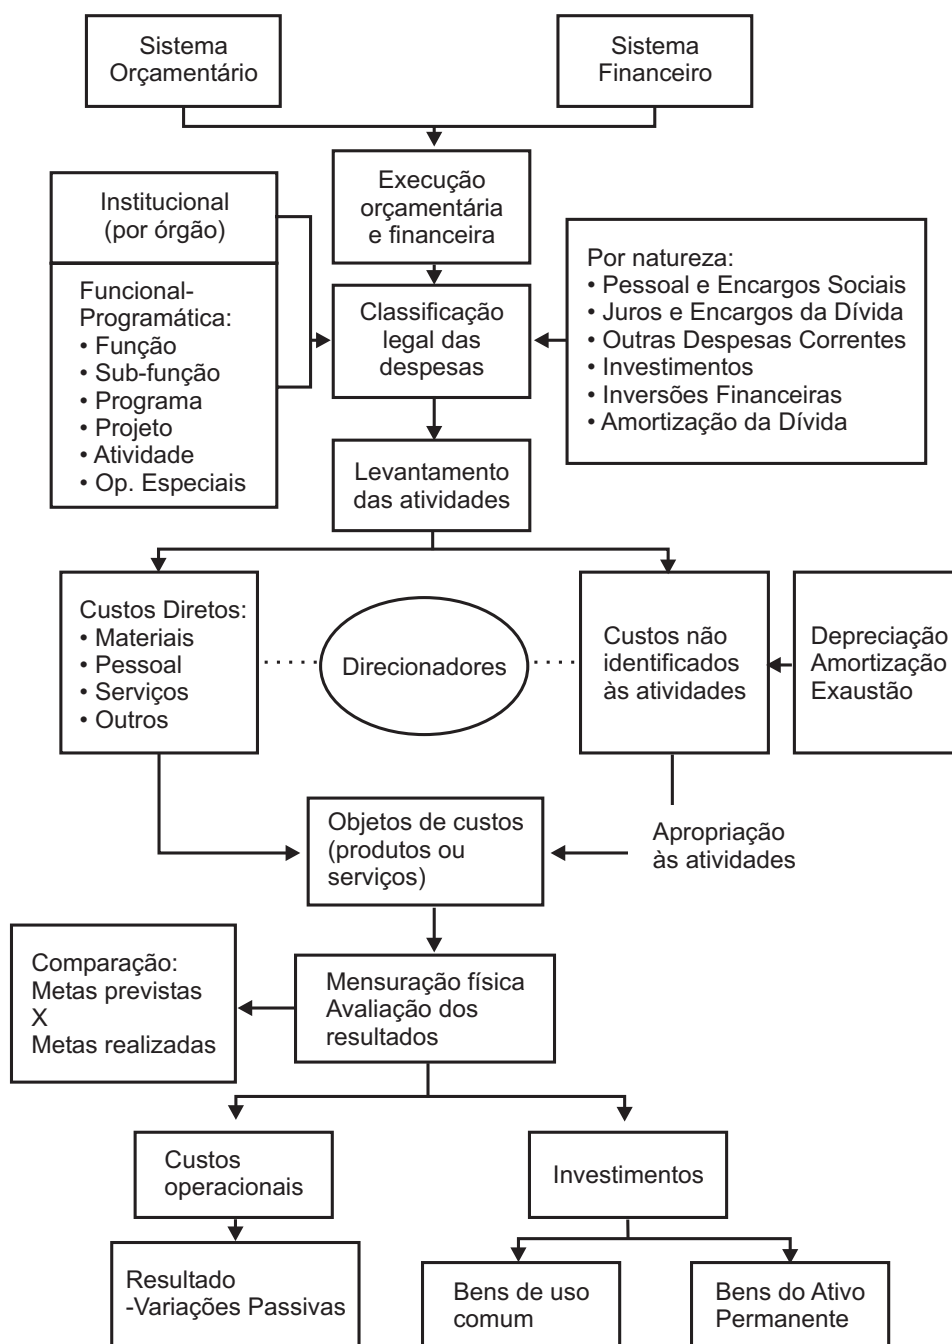 Sistema
Orçamentário
Sistema
Financeiro
Execução
orçamentária
e financeira
Institucional
(por órgão)
Funcional-
Programática:
• Função
• Sub-função
• Programa
• Projeto
• Atividade
• Op. Especiais
Classificação
legal das
despesas
Por natureza:
• Pessoal e Encargos Sociais
• Juros e Encargos da Dívida
• Outras Despesas Correntes
• Investimentos
• Inversões Financeiras
• Amortização da Dívida
Levantamento
das atividades
Custos Diretos:
• Materiais
• Pessoal
• Serviços
• Outros
Direcionadores
Custos não
identificados
às atividades
Depreciação
Amortização
Exaustão
Objetos de custos
(produtos ou
serviços)
Apropriação
às atividades
Comparação:
Metas previstas
X
Metas realizadas
Mensuração física
Avaliação dos
resultados
Custos
operacionais
Investimentos
Resultado
-Variações Passivas
Bens de uso
comum
Bens do Ativo
Permanente